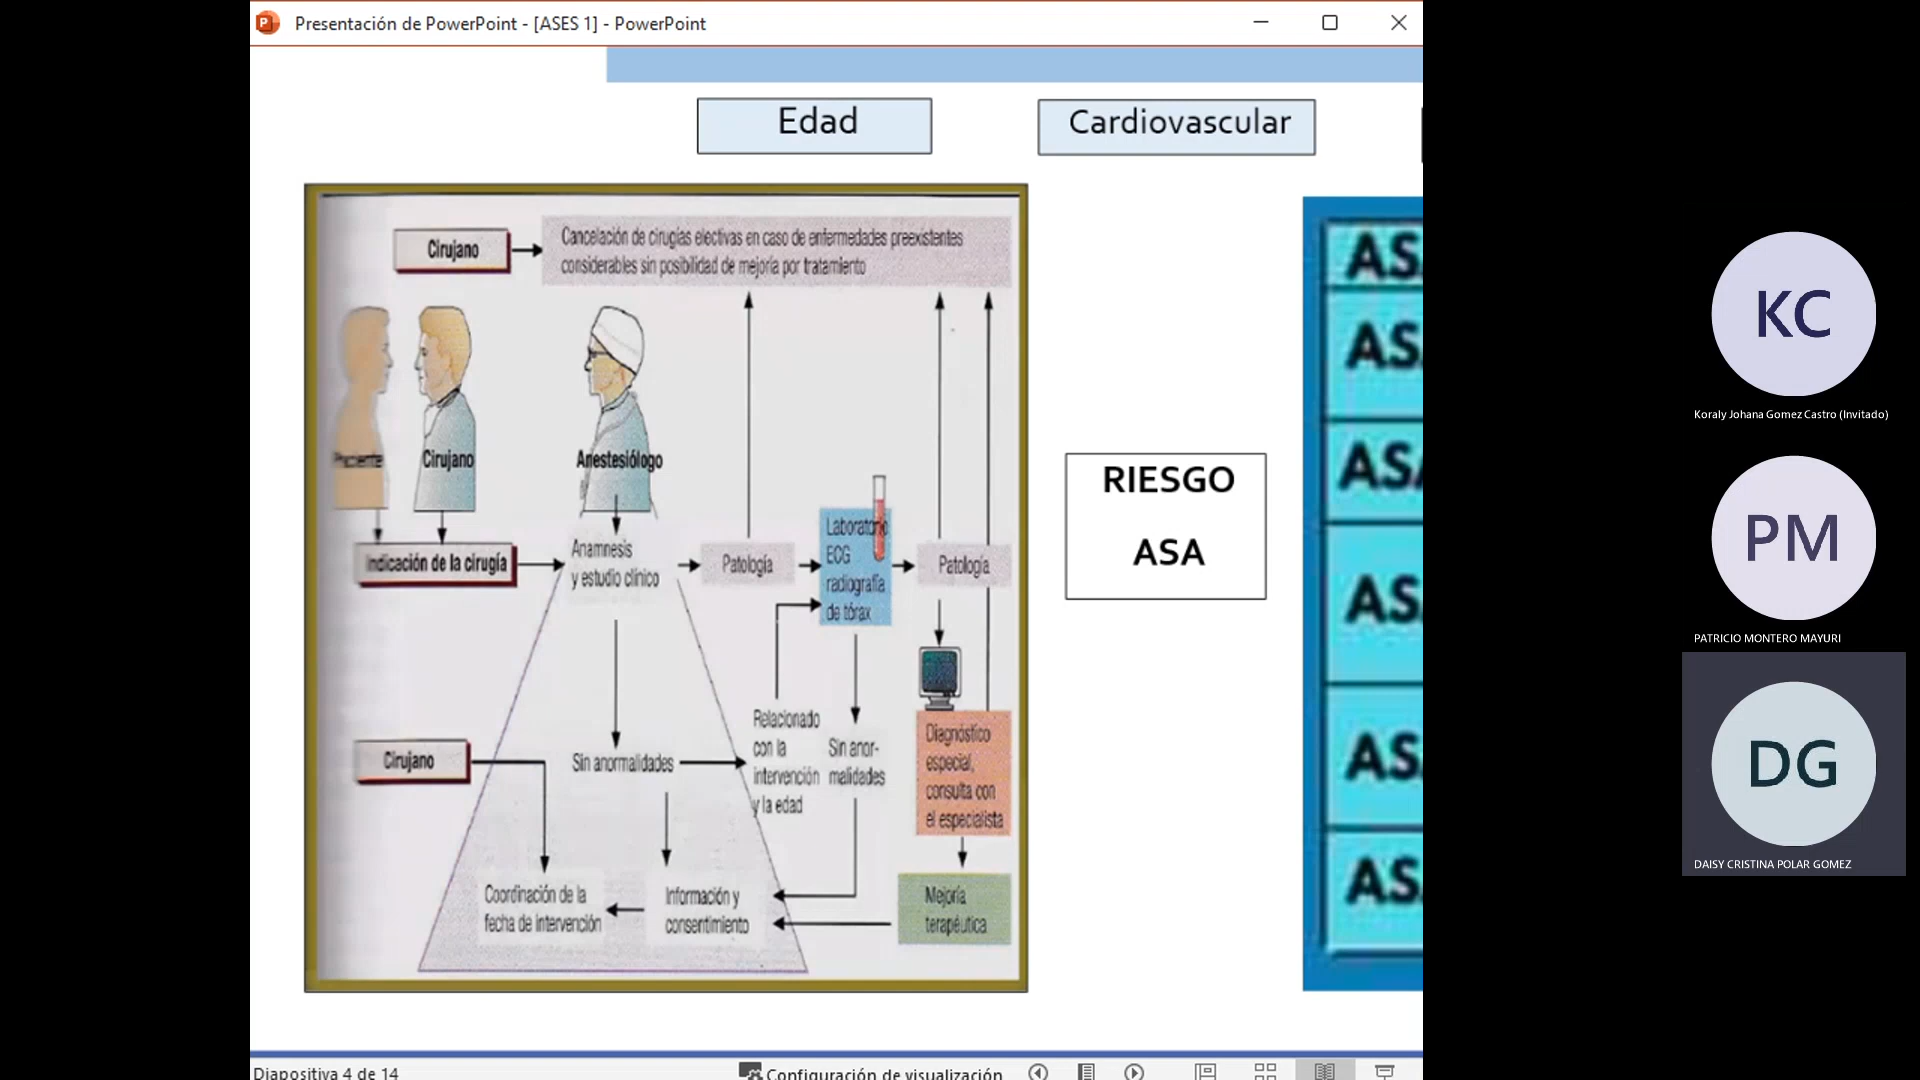 Presentación de PowerPoint - [ASES 1] - PowerPoint
Edad
Cardiovascular
Cirujano
Cancelación de cirugías electivas en caso de enfermedades preexistentes
considerables sin posibilidad de mejoría por tratamiento
Paciente
Cirujano
Anestesiólogo
Indicación de la cirugía
Anamnesis
y estudio clínico
Patología
Laboratorio
ECG
radiografía
de tórax
Patología
Cirujano
Sin anormalidades
Relacionado
con la
intervención
y la edad
Sin anor-
malidades
Diagnóstico
especial,
consulta con
el especialista
Coordinación de la
fecha de intervención
Información y
consentimiento
Mejoría
terapéutica
RIESGO
ASA
AS
AS
ASA
AS
AS
AS
KC
Koraly Johana Gomez Castro (Invitado)
PM
PATRICIO MONTERO MAYURI
DG
DAISY CRISTINA POLAR GOMEZ
Diapositiva 4 de 14
Configuración de visualización